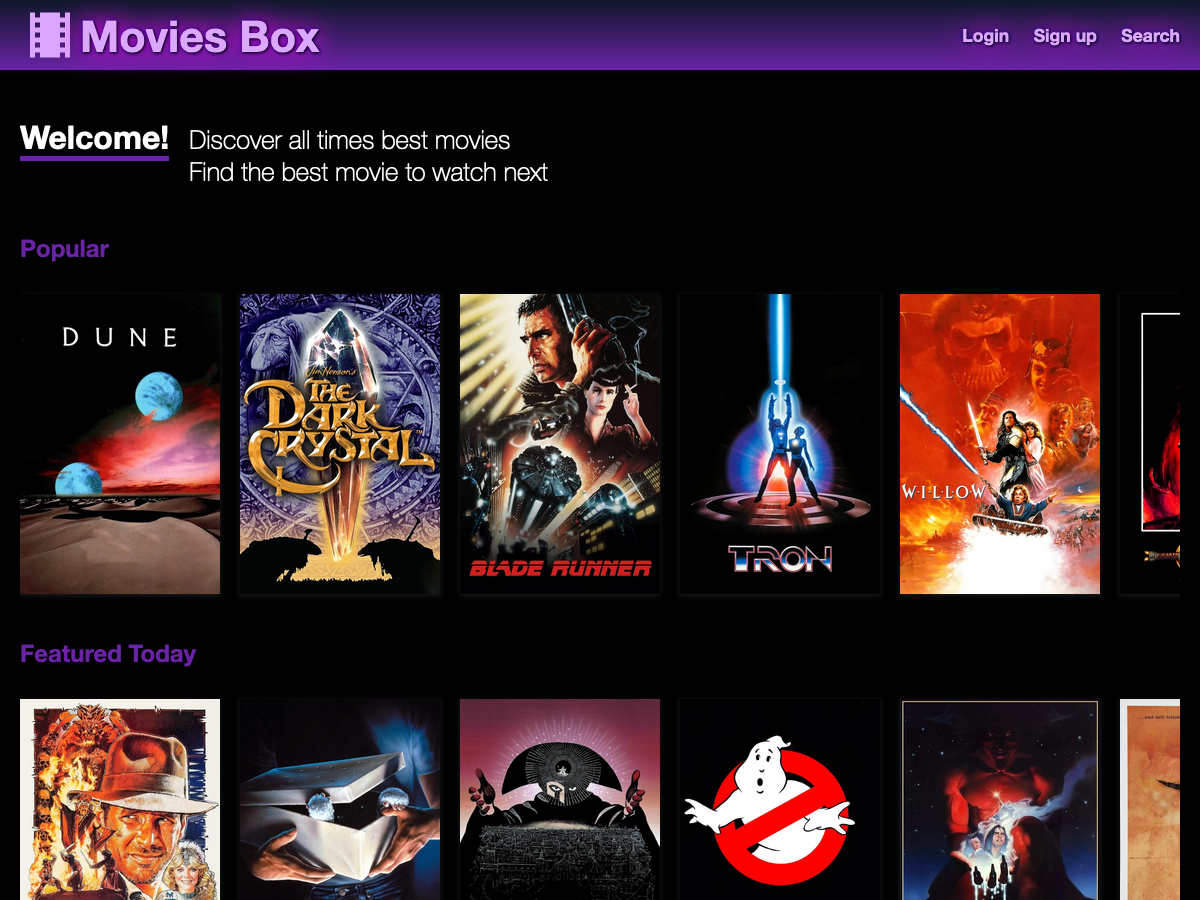 Movies Box
Login Sign up Search
Welcome!
Discover all times best movies
Find the best movie to watch next
Popular
DUNE
Jim Henson's
THE
DARK
CRYSTAL
BLADE RUNNER
TRON
WILLOW
Featured Today